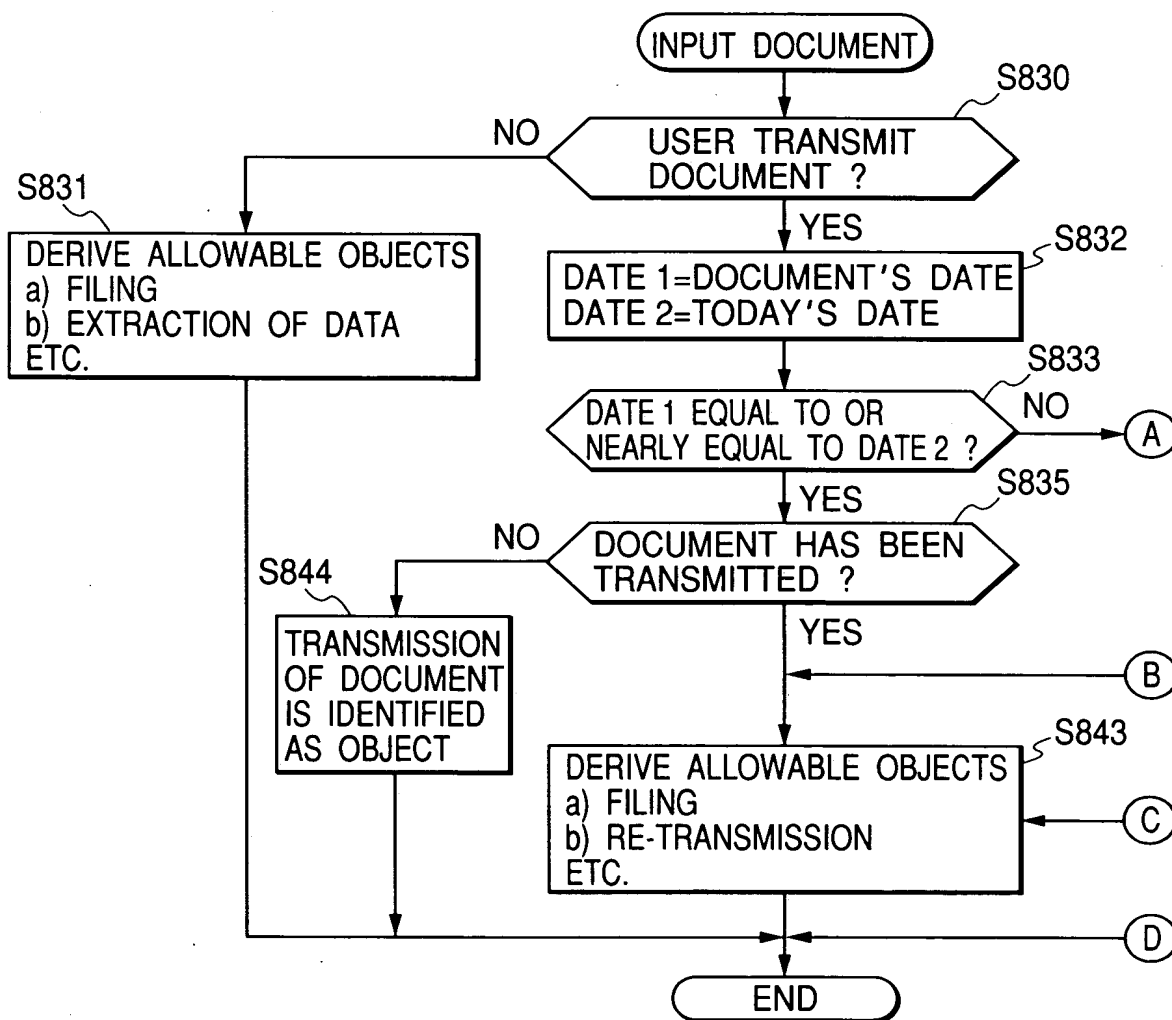 INPUT DOCUMENT
S830
USER TRANSMIT
DOCUMENT ?
NO
YES
S831
DERIVE ALLOWABLE OBJECTS
a) FILING
b) EXTRACTION OF DATA
ETC.
S832
DATE 1=DOCUMENT'S DATE
DATE 2=TODAY'S DATE
S833
DATE 1 EQUAL TO OR
NEARLY EQUAL TO DATE 2 ?
NO
A
YES
S835
DOCUMENT HAS BEEN
TRANSMITTED ?
NO
YES
S844
TRANSMISSION
OF DOCUMENT
IS IDENTIFIED
AS OBJECT
B
S843
DERIVE ALLOWABLE OBJECTS
a) FILING
b) RE-TRANSMISSION
ETC.
C
D
END